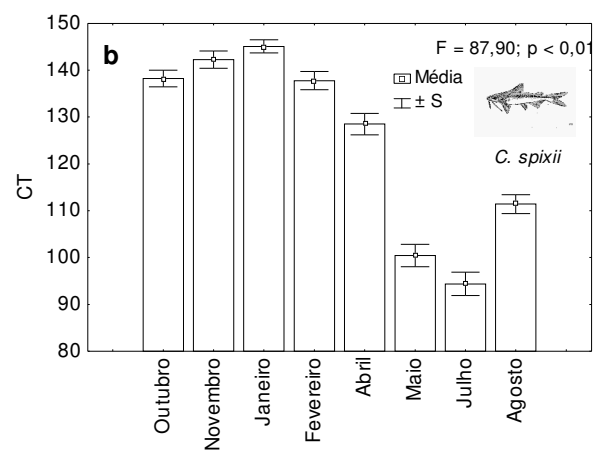 b
F = 87,90; p < 0,01
Média
± S
C. spixii
CT
150
140
130
120
110
100
90
80
Outubro
Novembro
Janeiro
Fevereiro
Abril
Maio
Julho
Agosto